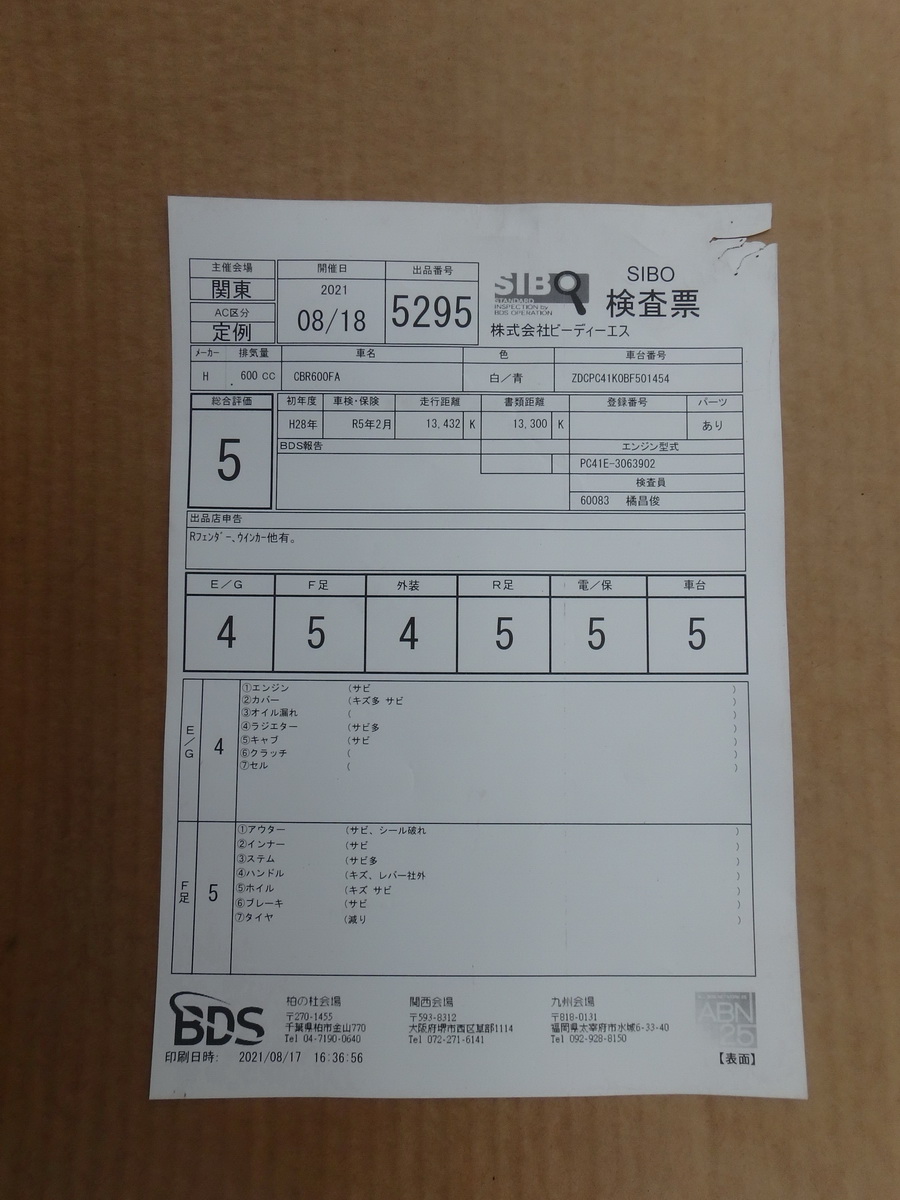 主催会場
関東
AC区分
定例
開催日
2021
08/18
出品番号
5295
SIBO
STANDARD
INSPECTION by
BDS OPERATION
SIBO
検査票
株式会社ビーディーエス
メーカー 排気量 車名 色 車台番号
H 600 CC CBR600FA 白/青 ZDCPC41K0BF501454
総合評価
5
初年度 車検・保険 走行距離 書類距離 登録番号 パーツ
H28年 R5年2月 13,432 K 13,300 K あり
BDS報告
エンジン型式
PC41E-3063902
検査員
60083 橘昌俊
出品店申告
Rフェンダー、ウインカー他有。
E/G F足 外装 R足 電/保 車台
4 5 4 5 5 5
E/G
4
①エンジン (サビ )
②カバー (キズ多 サビ )
③オイル漏れ ( )
④ラジエター (サビ多 )
⑤キャブ (サビ )
⑥クラッチ ( )
⑦セル ( )
F足
5
①アウター (サビ、シール破れ )
②インナー (サビ )
③ステム (サビ多 )
④ハンドル (キズ、レバー社外 )
⑤ホイル (キズ サビ )
⑥ブレーキ (サビ )
⑦タイヤ (減り )
BDS
柏の杜会場
〒270-1455
千葉県柏市金山770
Tel 04-7190-0640
関西会場
〒593-8312
大阪府堺市西区草部1114
Tel 072-271-6141
九州会場
〒818-0131
福岡県太宰府市水城6-33-40
Tel 092-928-8150
ABN
25
印刷日時: 2021/08/17 16:36:56
【表面】